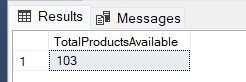 Results Messages
TotalProductsAvailable
1 103